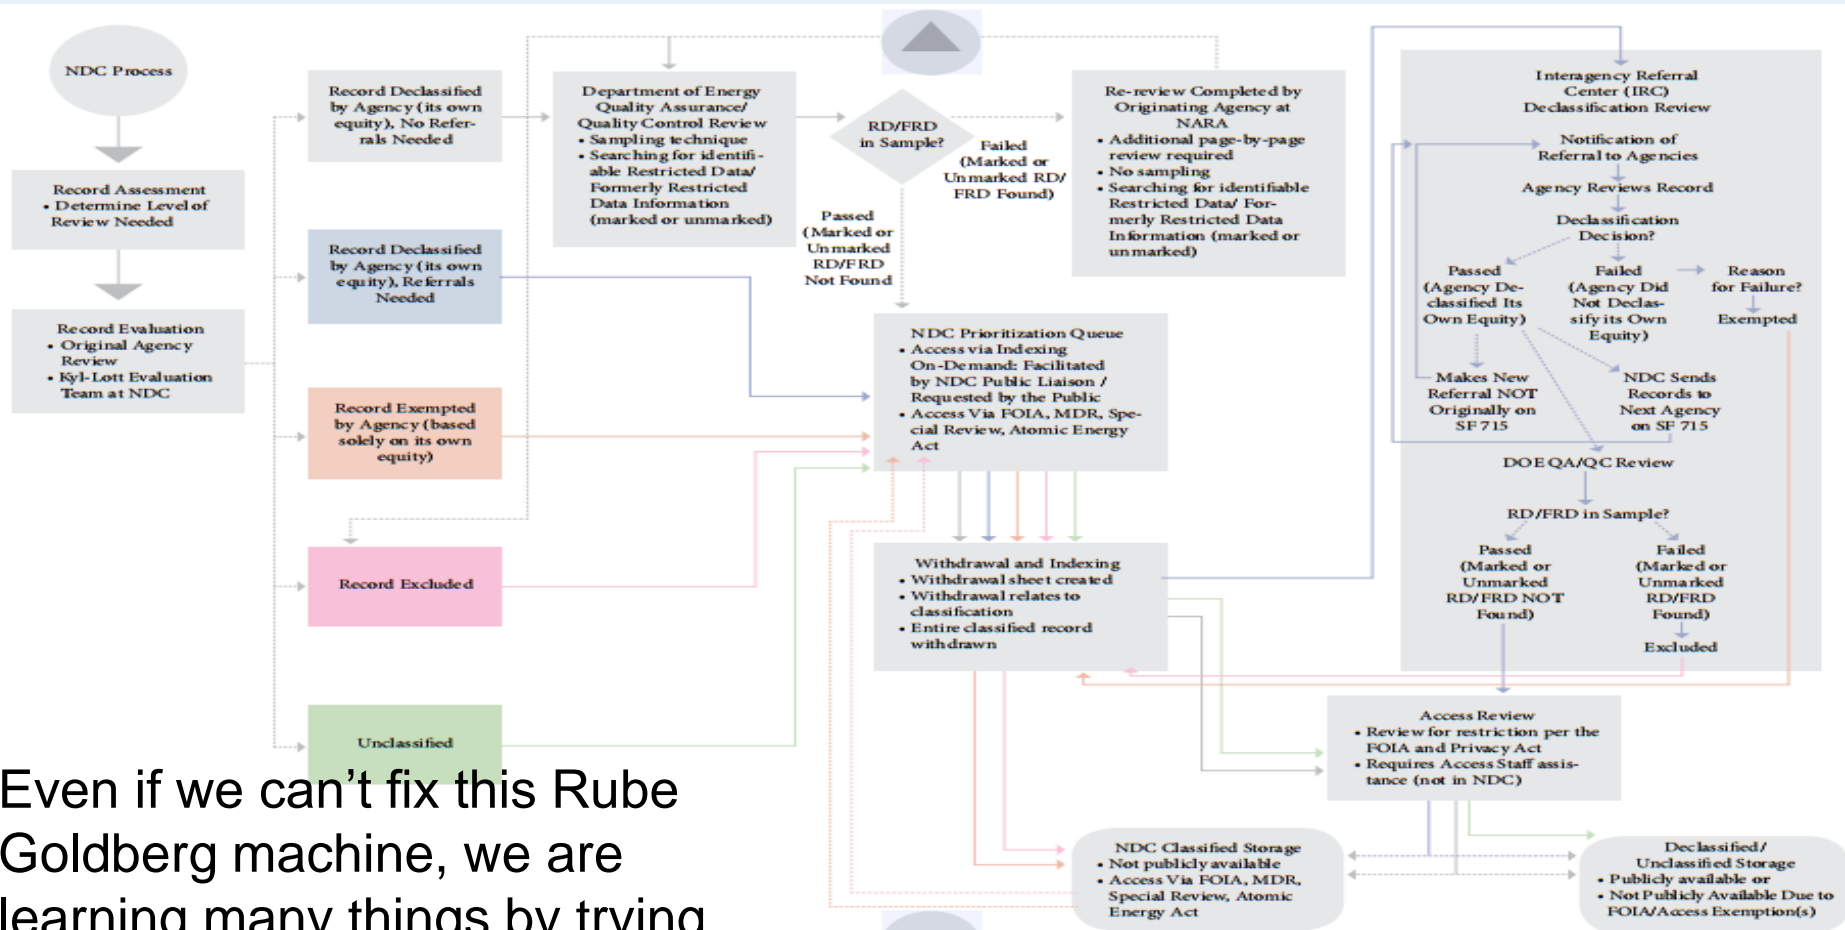 NDC Process
Record Assessment
• Determine Level of
Review Needed
Record Evaluation
• Original Agency
Review
• Kyl-Lott Evaluation
Team at NDC
Record Declassified
by Agency (its own
equity), No Refer-
rals Needed
Record Declassified
by Agency (its own
equity), Referrals
Needed
Record Exempted
by Agency (based
solely on its own
equity)
Record Excluded
Unclassified
Department of Energy
Quality Assurance/
Quality Control Review
• Sampling technique
• Searching for identifi-
able Restricted Data/
Formerly Restricted
Data Information
(marked or unmarked)
RD/FRD
in Sample?
Failed
(Marked or
Unmarked RD/
FRD Found)
Passed
(Marked or
Unmarked
RD/FRD
Not Found
Re-review Completed by
Originating Agency at
NARA
• Additional page-by-page
review required
• No sampling
• Searching for identifiable
Restricted Data/ For-
merly Restricted Data
Information (marked or
unmarked)
NDC Prioritization Queue
• Access via Indexing
On-Demand: Facilitated
by NDC Public Liaison /
Requested by the Public
• Access Via FOIA, MDR, Spe-
cial Review, Atomic Energy
Act
Withdrawal and Indexing
• Withdrawal sheet created
• Withdrawal relates to
classification
• Entire classified record
withdrawn
Interagency Referral
Center (IRC)
Declassification Review
Notification of
Referral to Agencies
Agency Reviews Record
Declassification
Decision?
Passed
(Agency De-
classified Its
Own Equity)
Failed
(Agency Did
Not Declas-
sify its Own
Equity)
Reason
for Failure?
Exempted
Makes New
Referral NOT
Originally on
SF 715
NDC Sends
Records to
Next Agency
on SF 715
DOE QA/QC Review
RD/FRD in Sample?
Passed
(Marked or
Unmarked
RD/FRD NOT
Found)
Failed
(Marked or
Unmarked
RD/FRD
Found)
Excluded
Access Review
• Review for restriction per the
FOIA and Privacy Act
• Requires Access Staff assis-
tance (not in NDC)
NDC Classified Storage
• Not publicly available
• Access Via FOIA, MDR,
Special Review, Atomic
Energy Act
Declassified/
Unclassified Storage
• Publicly available or
• Not Publicly Available Due to
FOIA/Access Exemption(s)
Even if we can’t fix this Rube
Goldberg machine, we are
learning many things by trying